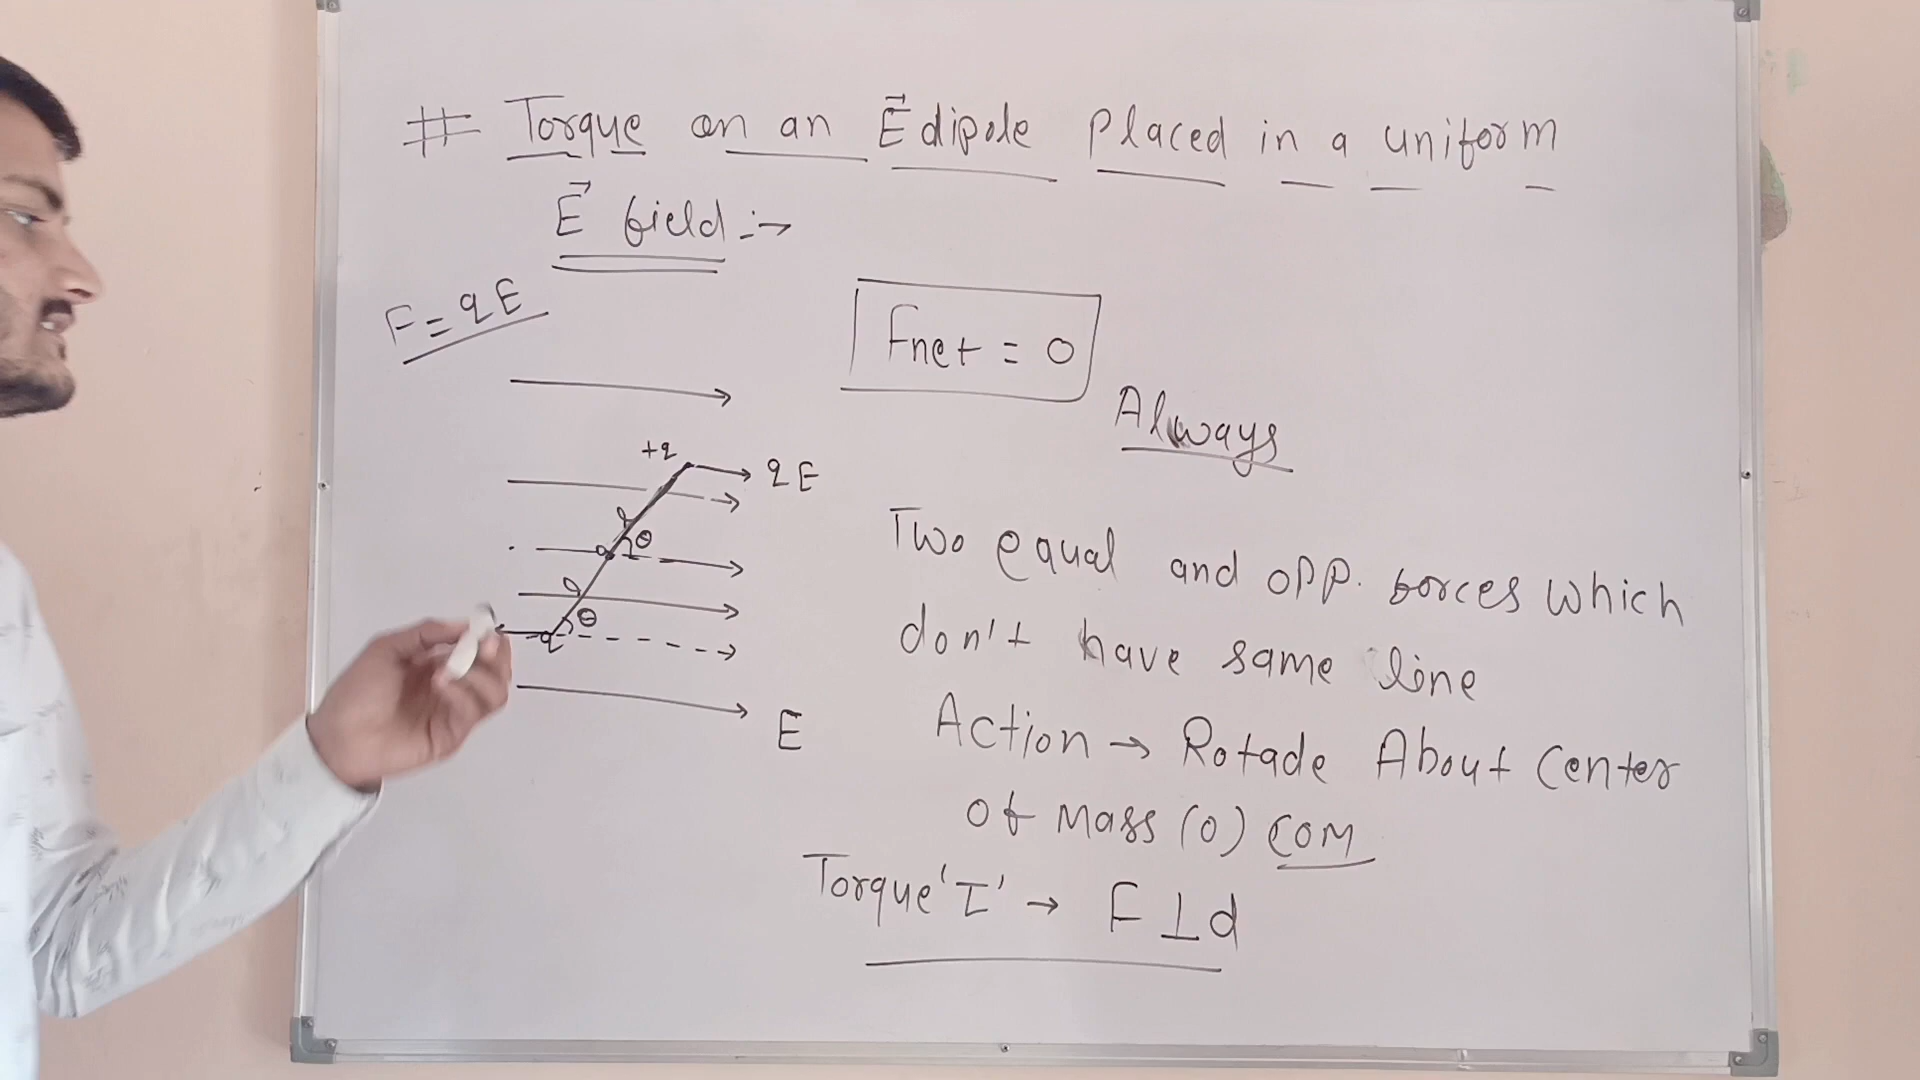 # Torque on an E⃗ dipole placed in a uniform
E⃗ field :→
F = qE
Fnet = 0
Always
+q
qE
a
θ
o
a
θ
q
E
Two equal and opp. forces which
don't have same line
Action → Rotade About Center
of Mass (O) COM
Torque 'τ' → F ⊥ d